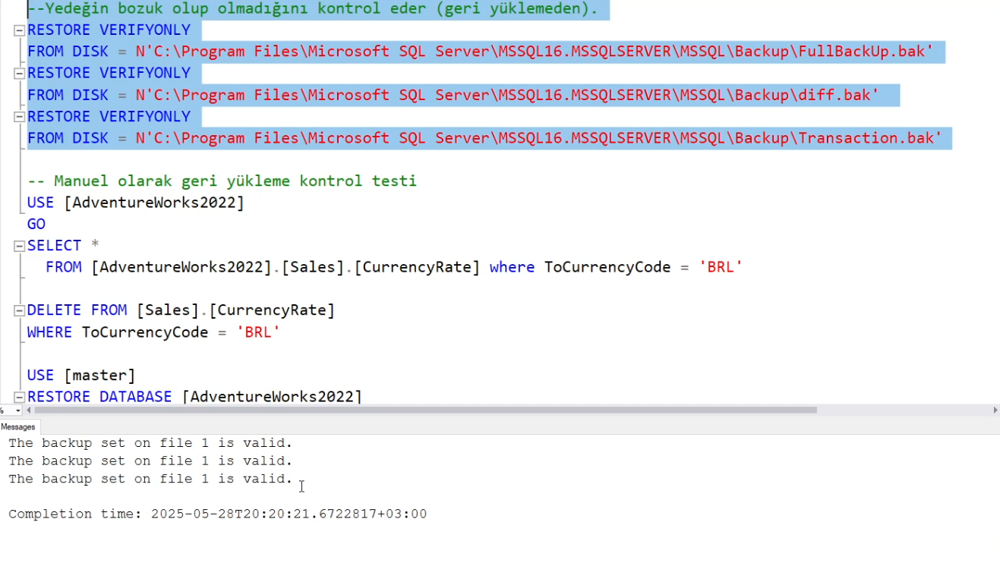 --Yedeğin bozuk olup olmadığını kontrol eder (geri yüklemeden).
RESTORE VERIFYONLY
FROM DISK = N'C:\Program Files\Microsoft SQL Server\MSSQL16.MSSQLSERVER\MSSQL\Backup\FullBackUp.bak'
RESTORE VERIFYONLY
FROM DISK = N'C:\Program Files\Microsoft SQL Server\MSSQL16.MSSQLSERVER\MSSQL\Backup\diff.bak'
RESTORE VERIFYONLY
FROM DISK = N'C:\Program Files\Microsoft SQL Server\MSSQL16.MSSQLSERVER\MSSQL\Backup\Transaction.bak'
-- Manuel olarak geri yükleme kontrol testi
USE [AdventureWorks2022]
GO
SELECT *
FROM [AdventureWorks2022].[Sales].[CurrencyRate] where ToCurrencyCode = 'BRL'
DELETE FROM [Sales].[CurrencyRate]
WHERE ToCurrencyCode = 'BRL'
USE [master]
RESTORE DATABASE [AdventureWorks2022]
%
Messages
The backup set on file 1 is valid.
The backup set on file 1 is valid.
The backup set on file 1 is valid.
Completion time: 2025-05-28T20:20:21.6722817+03:00